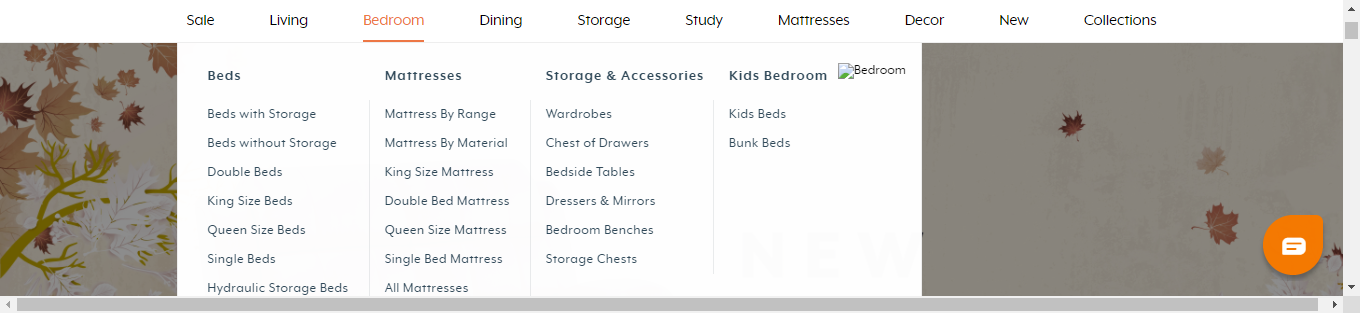 Sale Living Bedroom Dining Storage Study Mattresses Decor New Collections
Beds
Beds with Storage
Beds without Storage
Double Beds
King Size Beds
Queen Size Beds
Single Beds
Hydraulic Storage Beds
Mattresses
Mattress By Range
Mattress By Material
King Size Mattress
Double Bed Mattress
Queen Size Mattress
Single Bed Mattress
All Mattresses
Storage & Accessories
Wardrobes
Chest of Drawers
Bedside Tables
Dressers & Mirrors
Bedroom Benches
Storage Chests
Kids Bedroom
Kids Beds
Bunk Beds
Bedroom
NEW